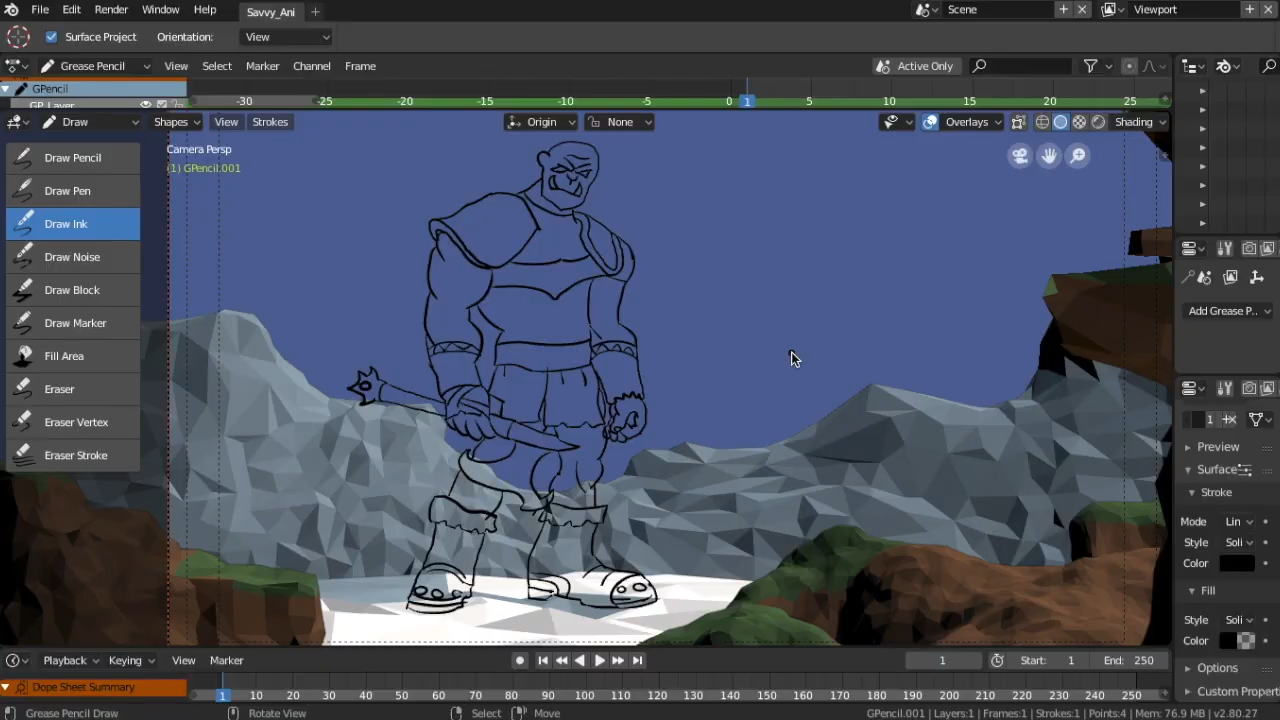 File Edit Render Window Help Savvy_Ani + Scene Viewport
Surface Project Orientation: View
Grease Pencil View Select Marker Channel Frame Active Only
GPencil
GP_Layer -30 -25 -20 -15 -10 -5 0 1 5 10 15 20 25
Draw Shapes View Strokes Origin None Overlays Shading
Camera Persp
(1) GPencil.001
Draw Pencil
Draw Pen
Draw Ink
Draw Noise
Draw Block
Draw Marker
Fill Area
Eraser
Eraser Vertex
Eraser Stroke
Add Grease P..
1
Preview
Surface
Stroke
Mode Lin
Style Soli
Color
Fill
Style Soli
Color
Options
Custom Propert
Playback Keying View Marker 1 Start: 1 End: 250
Dope Sheet Summary 1 10 20 30 40 50 60 70 80 90 100 110 120 130 140 150 160 170 180 190 200 210 220 230 240 250
Grease Pencil Draw Rotate View Select Move GPencil.001 | Layers:1 | Frames:1 | Strokes:1 | Points:4 | Mem: 76.9 MB | v2.80.27